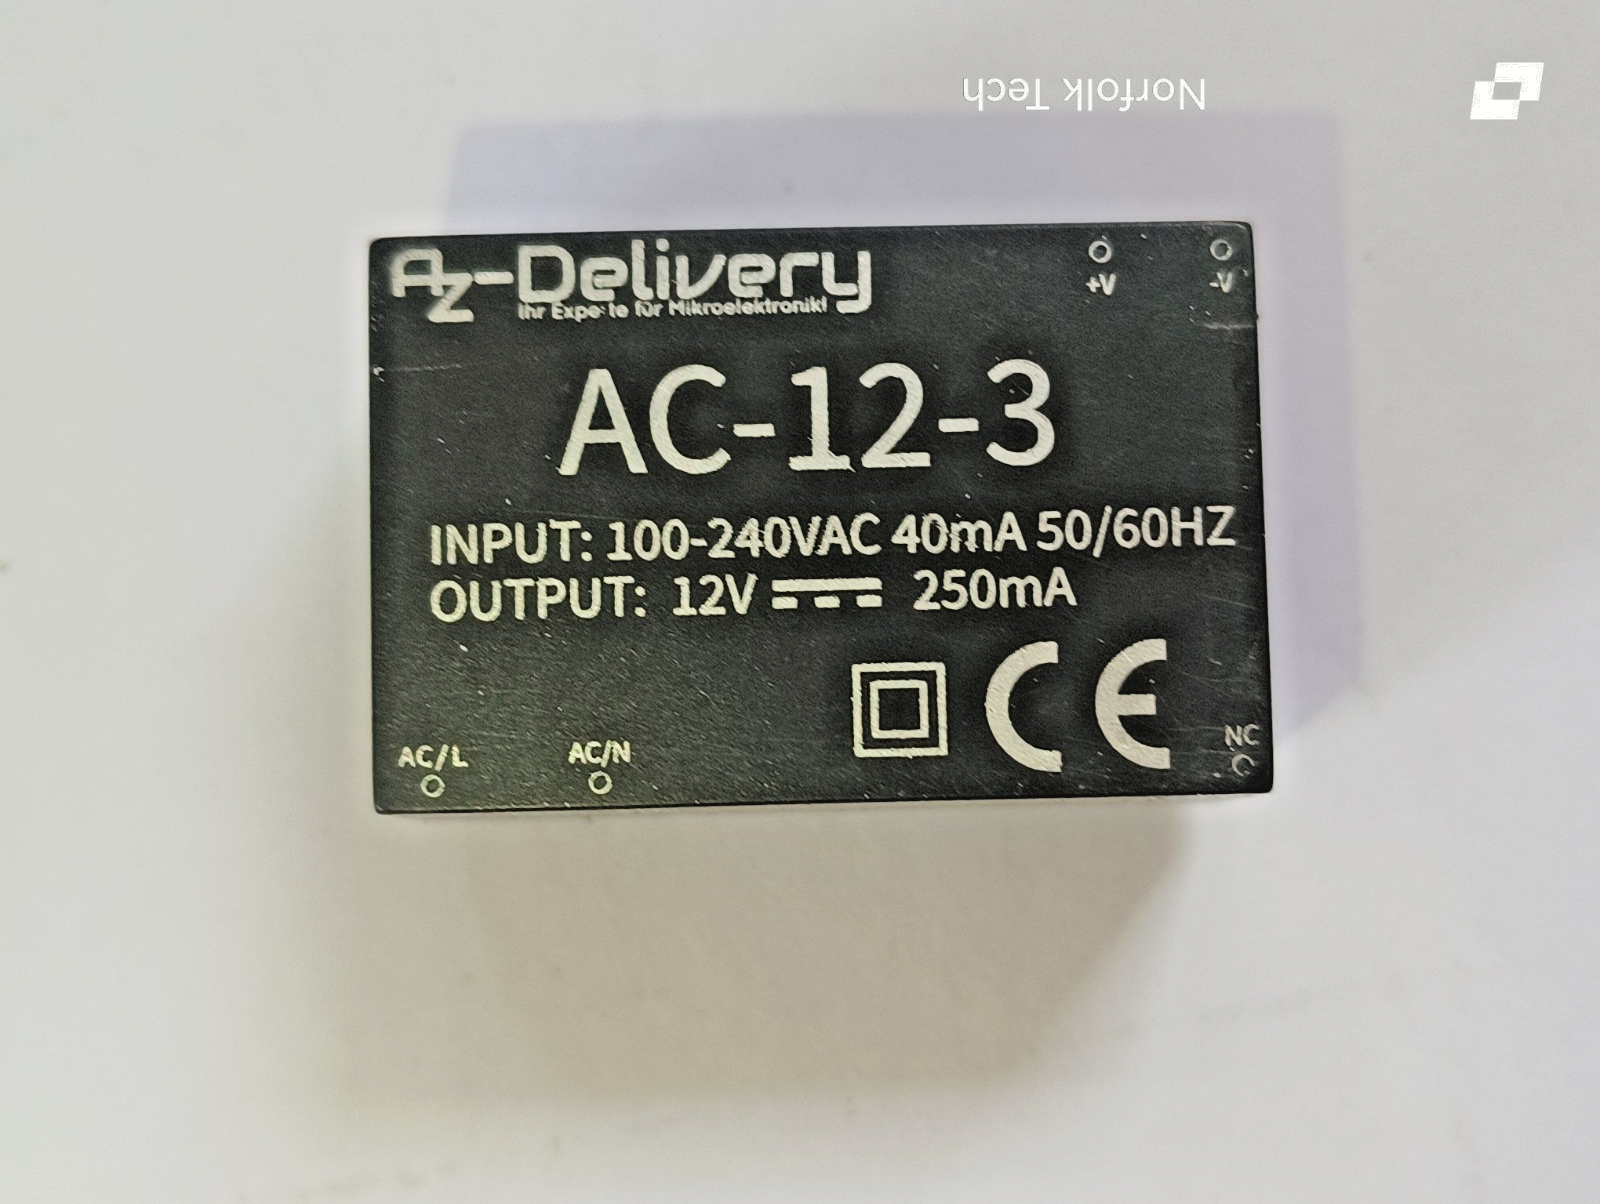 Norfolk Tech
AZ-Delivery
Ihr Experte für Mikroelektronik!
+V
-V
AC-12-3
INPUT: 100-240VAC 40mA 50/60HZ
OUTPUT: 12V 250mA
CE
NC
AC/L
AC/N